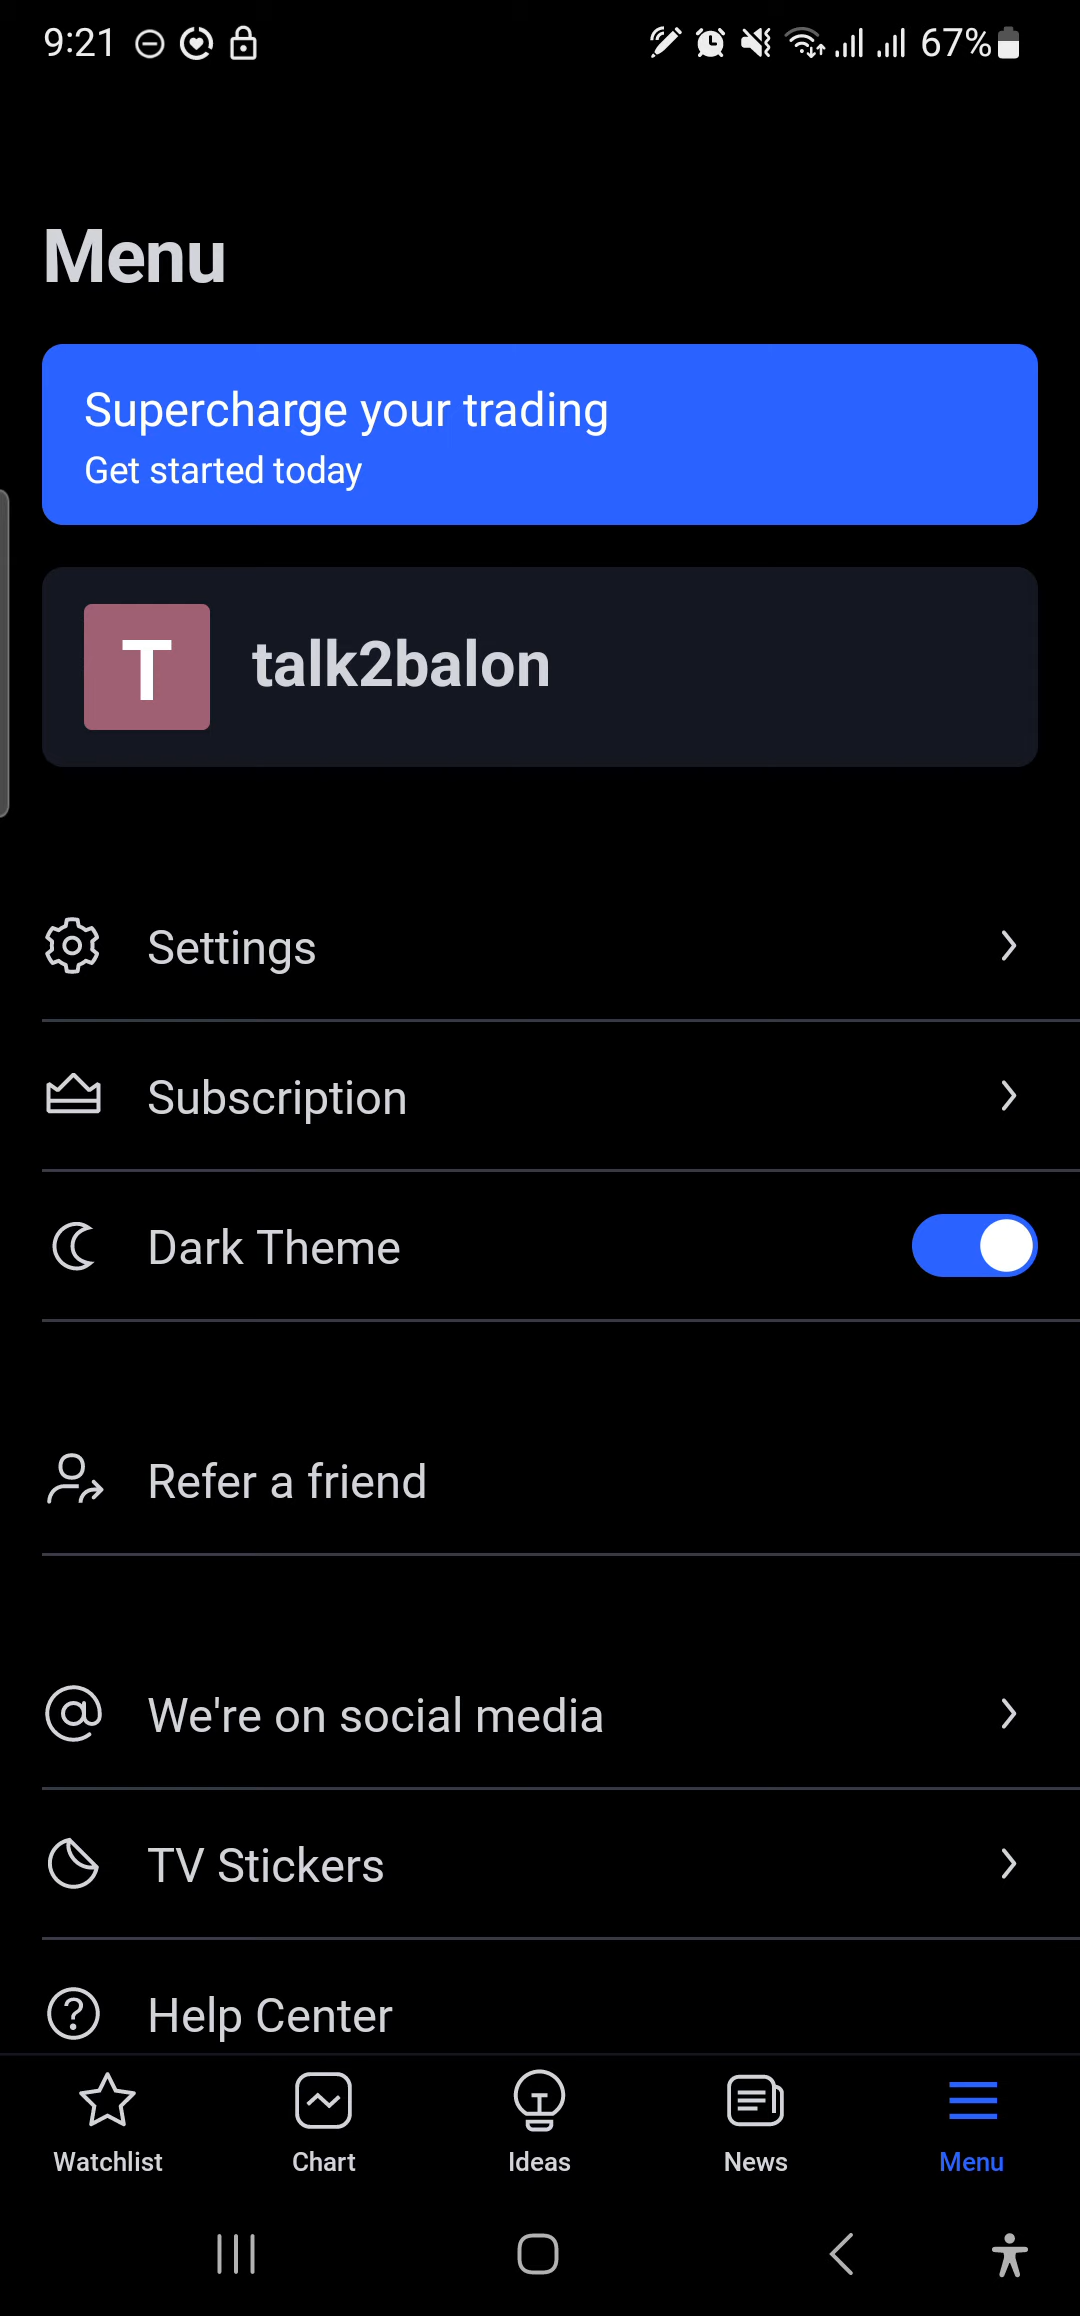 9:21
67%
Menu
Supercharge your trading
Get started today
T
talk2balon
Settings
Subscription
Dark Theme
Refer a friend
We're on social media
TV Stickers
Help Center
Watchlist
Chart
Ideas
News
Menu